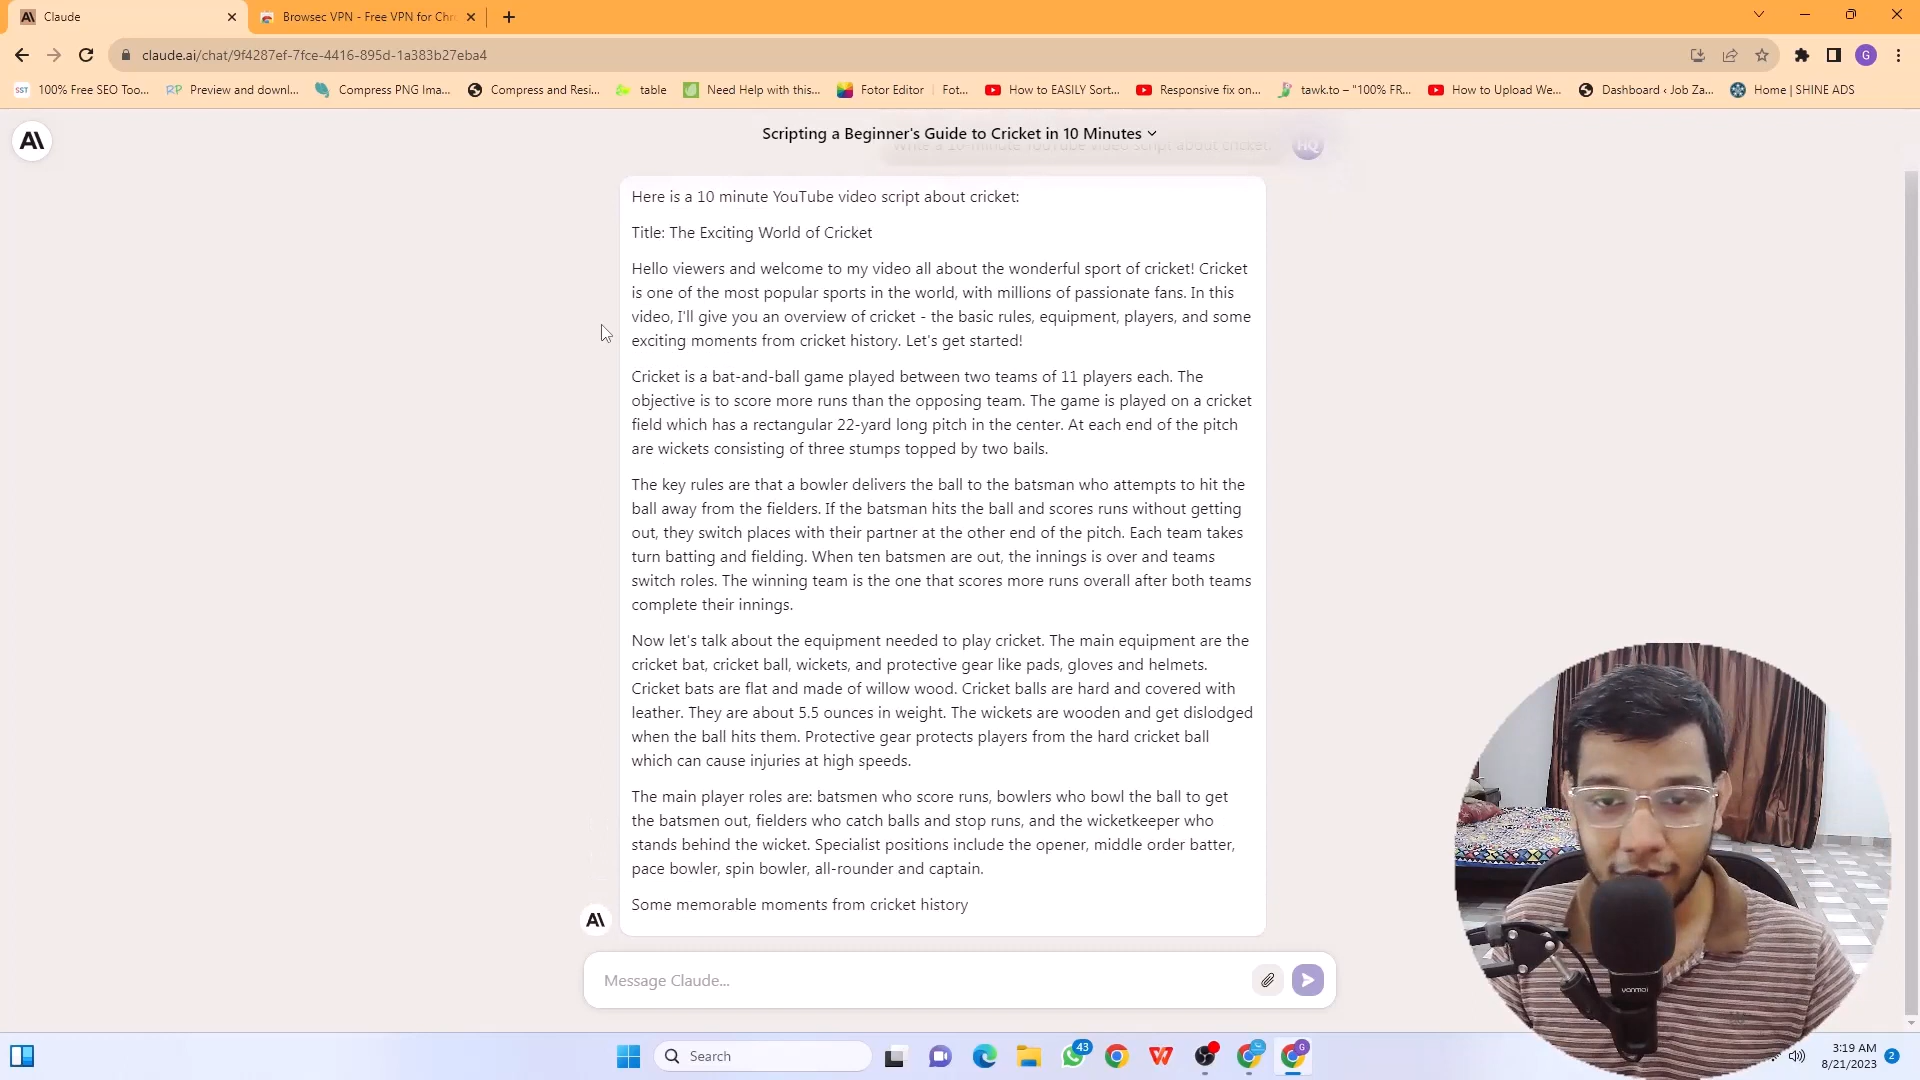 Claude
Browsec VPN - Free VPN for Chr
claude.ai/chat/9f4287ef-7fce-4416-895d-1a383b27eba4
G
SST 100% Free SEO Too...
RP Preview and downl...
Compress PNG Ima...
Compress and Resi...
table
Need Help with this...
Fotor Editor
Fot...
How to EASILY Sort...
Responsive fix on...
tawk.to – "100% FR...
How to Upload We...
Dashboard ‹ Job Za...
Home | SHINE ADS
Scripting a Beginner's Guide to Cricket in 10 Minutes
Write a 10-minute YouTube video script about cricket.
HQ
Here is a 10 minute YouTube video script about cricket:
Title: The Exciting World of Cricket
Hello viewers and welcome to my video all about the wonderful sport of cricket! Cricket
is one of the most popular sports in the world, with millions of passionate fans. In this
video, I'll give you an overview of cricket - the basic rules, equipment, players, and some
exciting moments from cricket history. Let's get started!
Cricket is a bat-and-ball game played between two teams of 11 players each. The
objective is to score more runs than the opposing team. The game is played on a cricket
field which has a rectangular 22-yard long pitch in the center. At each end of the pitch
are wickets consisting of three stumps topped by two bails.
The key rules are that a bowler delivers the ball to the batsman who attempts to hit the
ball away from the fielders. If the batsman hits the ball and scores runs without getting
out, they switch places with their partner at the other end of the pitch. Each team takes
turn batting and fielding. When ten batsmen are out, the innings is over and teams
switch roles. The winning team is the one that scores more runs overall after both teams
complete their innings.
Now let's talk about the equipment needed to play cricket. The main equipment are the
cricket bat, cricket ball, wickets, and protective gear like pads, gloves and helmets.
Cricket bats are flat and made of willow wood. Cricket balls are hard and covered with
leather. They are about 5.5 ounces in weight. The wickets are wooden and get dislodged
when the ball hits them. Protective gear protects players from the hard cricket ball
which can cause injuries at high speeds.
The main player roles are: batsmen who score runs, bowlers who bowl the ball to get
the batsmen out, fielders who catch balls and stop runs, and the wicketkeeper who
stands behind the wicket. Specialist positions include the opener, middle order batter,
pace bowler, spin bowler, all-rounder and captain.
Some memorable moments from cricket history
Message Claude...
vanmai
Search
43
G
3:19 AM
8/21/2023
2